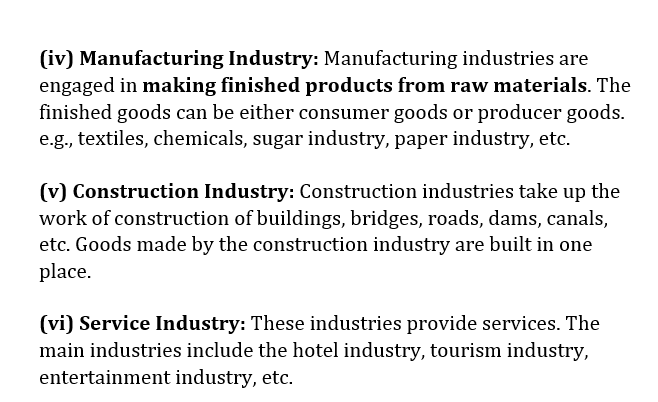 (iv) Manufacturing Industry: Manufacturing industries are
engaged in making finished products from raw materials. The
finished goods can be either consumer goods or producer goods.
e.g., textiles, chemicals, sugar industry, paper industry, etc.
(v) Construction Industry: Construction industries take up the
work of construction of buildings, bridges, roads, dams, canals,
etc. Goods made by the construction industry are built in one
place.
(vi) Service Industry: These industries provide services. The
main industries include the hotel industry, tourism industry,
entertainment industry, etc.